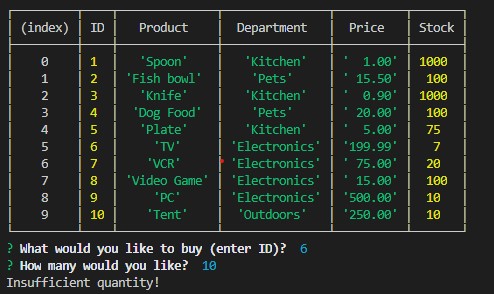 (index) ID Product Department Price Stock
0 1 'Spoon' 'Kitchen' '  1.00' 1000
1 2 'Fish bowl' 'Pets' ' 15.50' 100
2 3 'Knife' 'Kitchen' '  0.90' 1000
3 4 'Dog Food' 'Pets' ' 20.00' 100
4 5 'Plate' 'Kitchen' '  5.00' 75
5 6 'TV' 'Electronics' '199.99' 7
6 7 'VCR' 'Electronics' ' 75.00' 20
7 8 'Video Game' 'Electronics' ' 15.00' 100
8 9 'PC' 'Electronics' '500.00' 10
9 10 'Tent' 'Outdoors' '250.00' 10
? What would you like to buy (enter ID)? 6
? How many would you like? 10
Insufficient quantity!